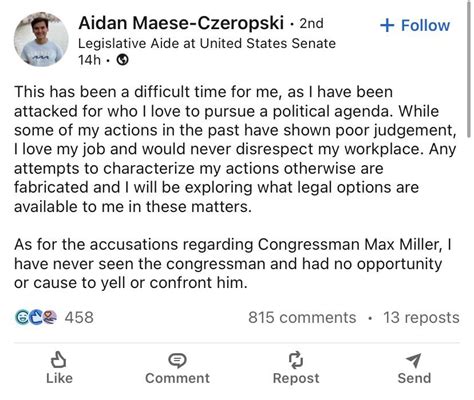 Aidan Maese-Czeropski · 2nd
+ Follow
Legislative Aide at United States Senate
14h ·
This has been a difficult time for me, as I have been
attacked for who I love to pursue a political agenda. While
some of my actions in the past have shown poor judgement,
I love my job and would never disrespect my workplace. Any
attempts to characterize my actions otherwise are
fabricated and I will be exploring what legal options are
available to me in these matters.
As for the accusations regarding Congressman Max Miller, I
have never seen the congressman and had no opportunity
or cause to yell or confront him.
458
815 comments · 13 reposts
Like
Comment
Repost
Send